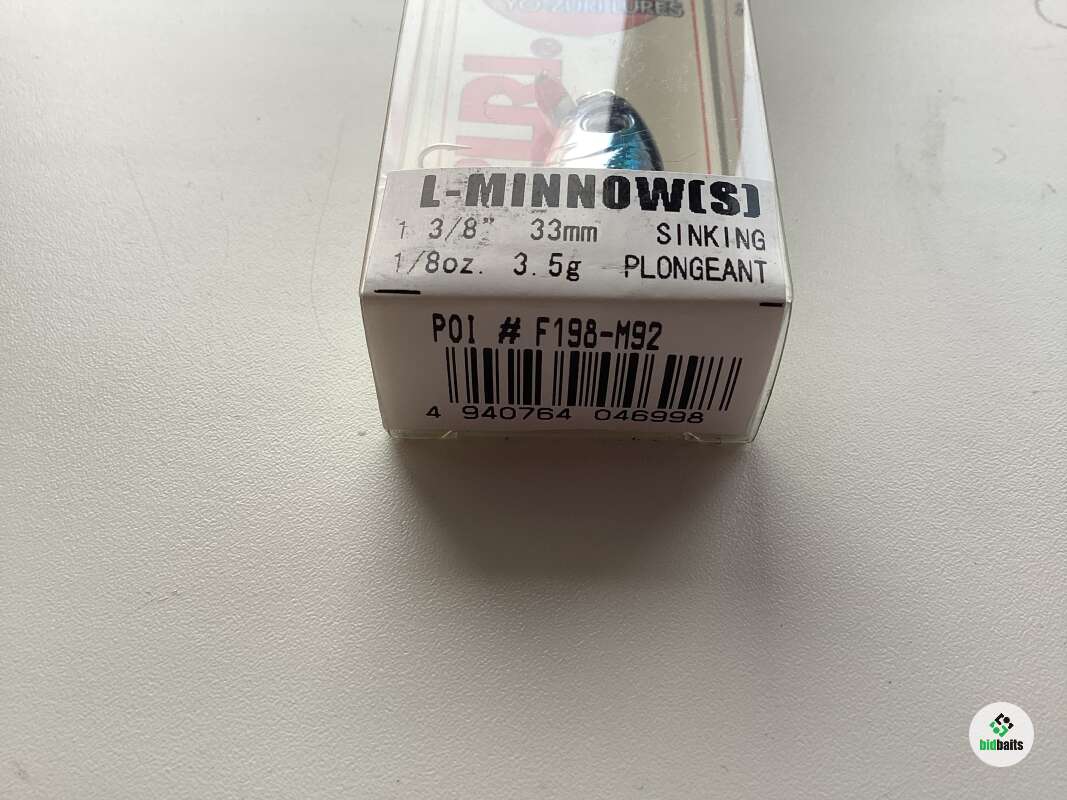 YO-ZURI LURES
L-MINNOW(S)
1 3/8" 33mm SINKING
1/8oz. 3.5g PLONGEANT
POI # F198-M92
4 940764 046998
bidbaits